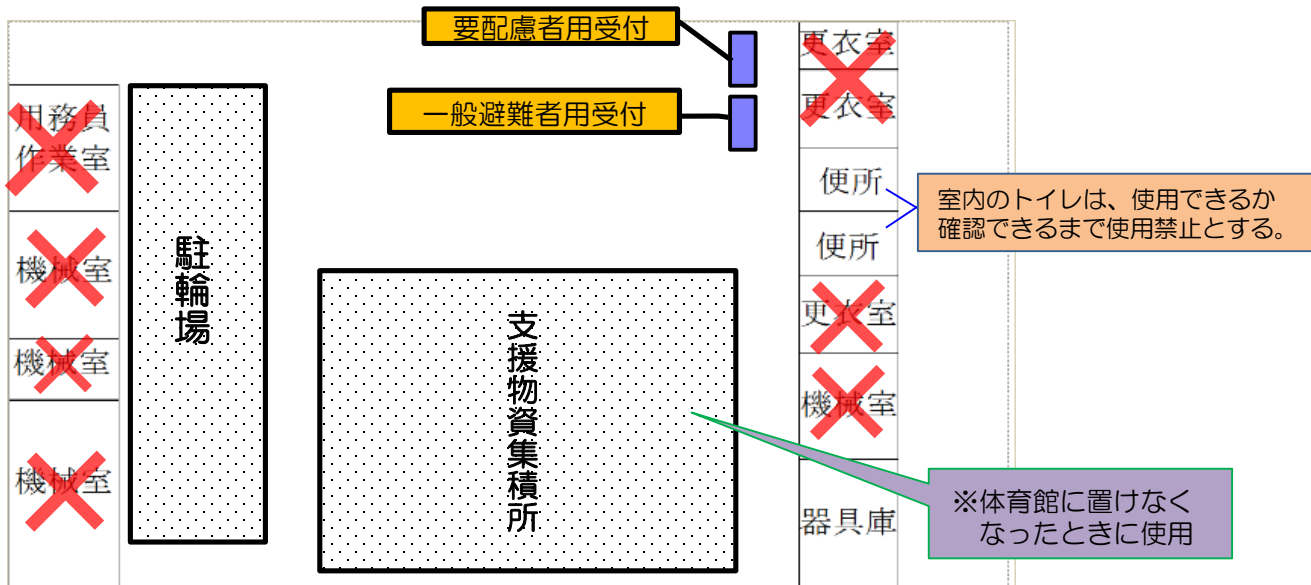 要配慮者用受付
一般避難者用受付
用務員
作業室
機械室
機械室
機械室
駐輪場
支援物資集積所
更衣室
更衣室
便所
便所
更衣室
機械室
器具庫
室内のトイレは、使用できるか
確認できるまで使用禁止とする。
※体育館に置けなく
なったときに使用